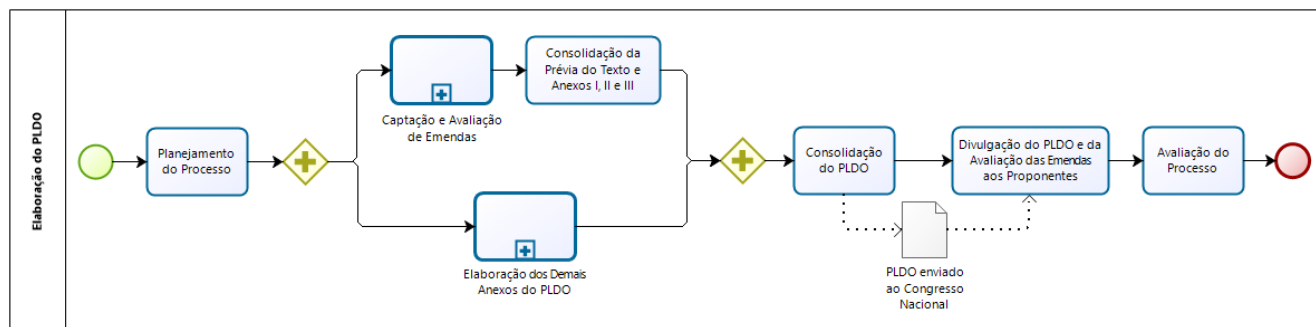 Elaboração do PLDO
Planejamento
do Processo
Captação e Avaliação
de Emendas
Consolidação da
Prévia do Texto e
Anexos I, II e III
Elaboração dos Demais
Anexos do PLDO
Consolidação
do PLDO
PLDO enviado
ao Congresso
Nacional
Divulgação do PLDO e da
Avaliação das Emendas
aos Proponentes
Avaliação do
Processo